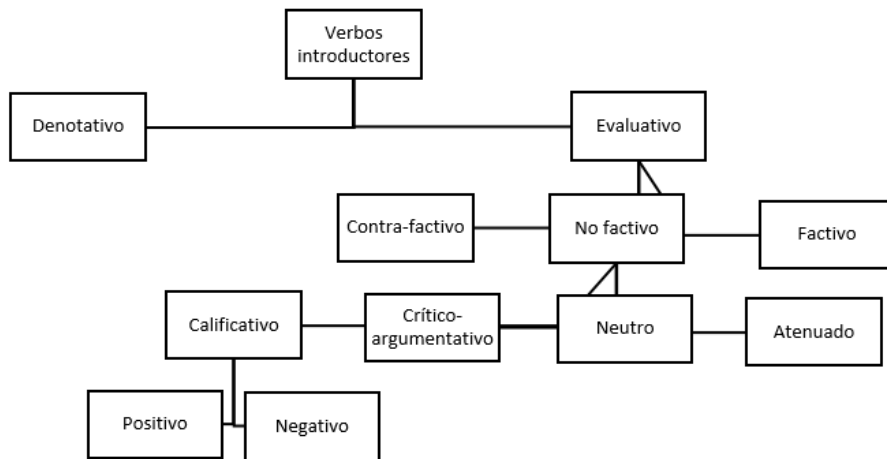 Verbos
introductores
Denotativo
Evaluativo
Contra-factivo
No factivo
Factivo
Calificativo
Crítico-
argumentativo
Neutro
Atenuado
Positivo
Negativo